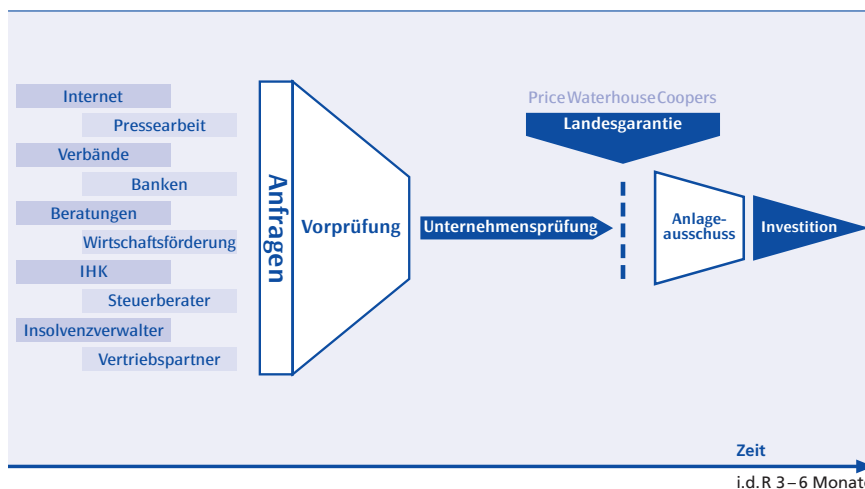 Internet
Pressearbeit
Verbände
Banken
Beratungen
Wirtschaftsförderung
IHK
Steuerberater
Insolvenzverwalter
Vertriebspartner
Anfragen
Vorprüfung
Unternehmensprüfung
PriceWaterhouseCoopers
Landesgarantie
Anlage-
ausschuss
Investition
Zeit
i.d.R 3–6 Monate